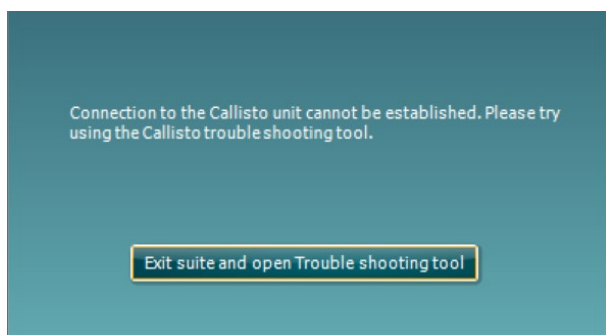 Connection to the Callisto unit cannot be established. Please try
using the Callisto trouble shooting tool.
Exit suite and open Trouble shooting tool